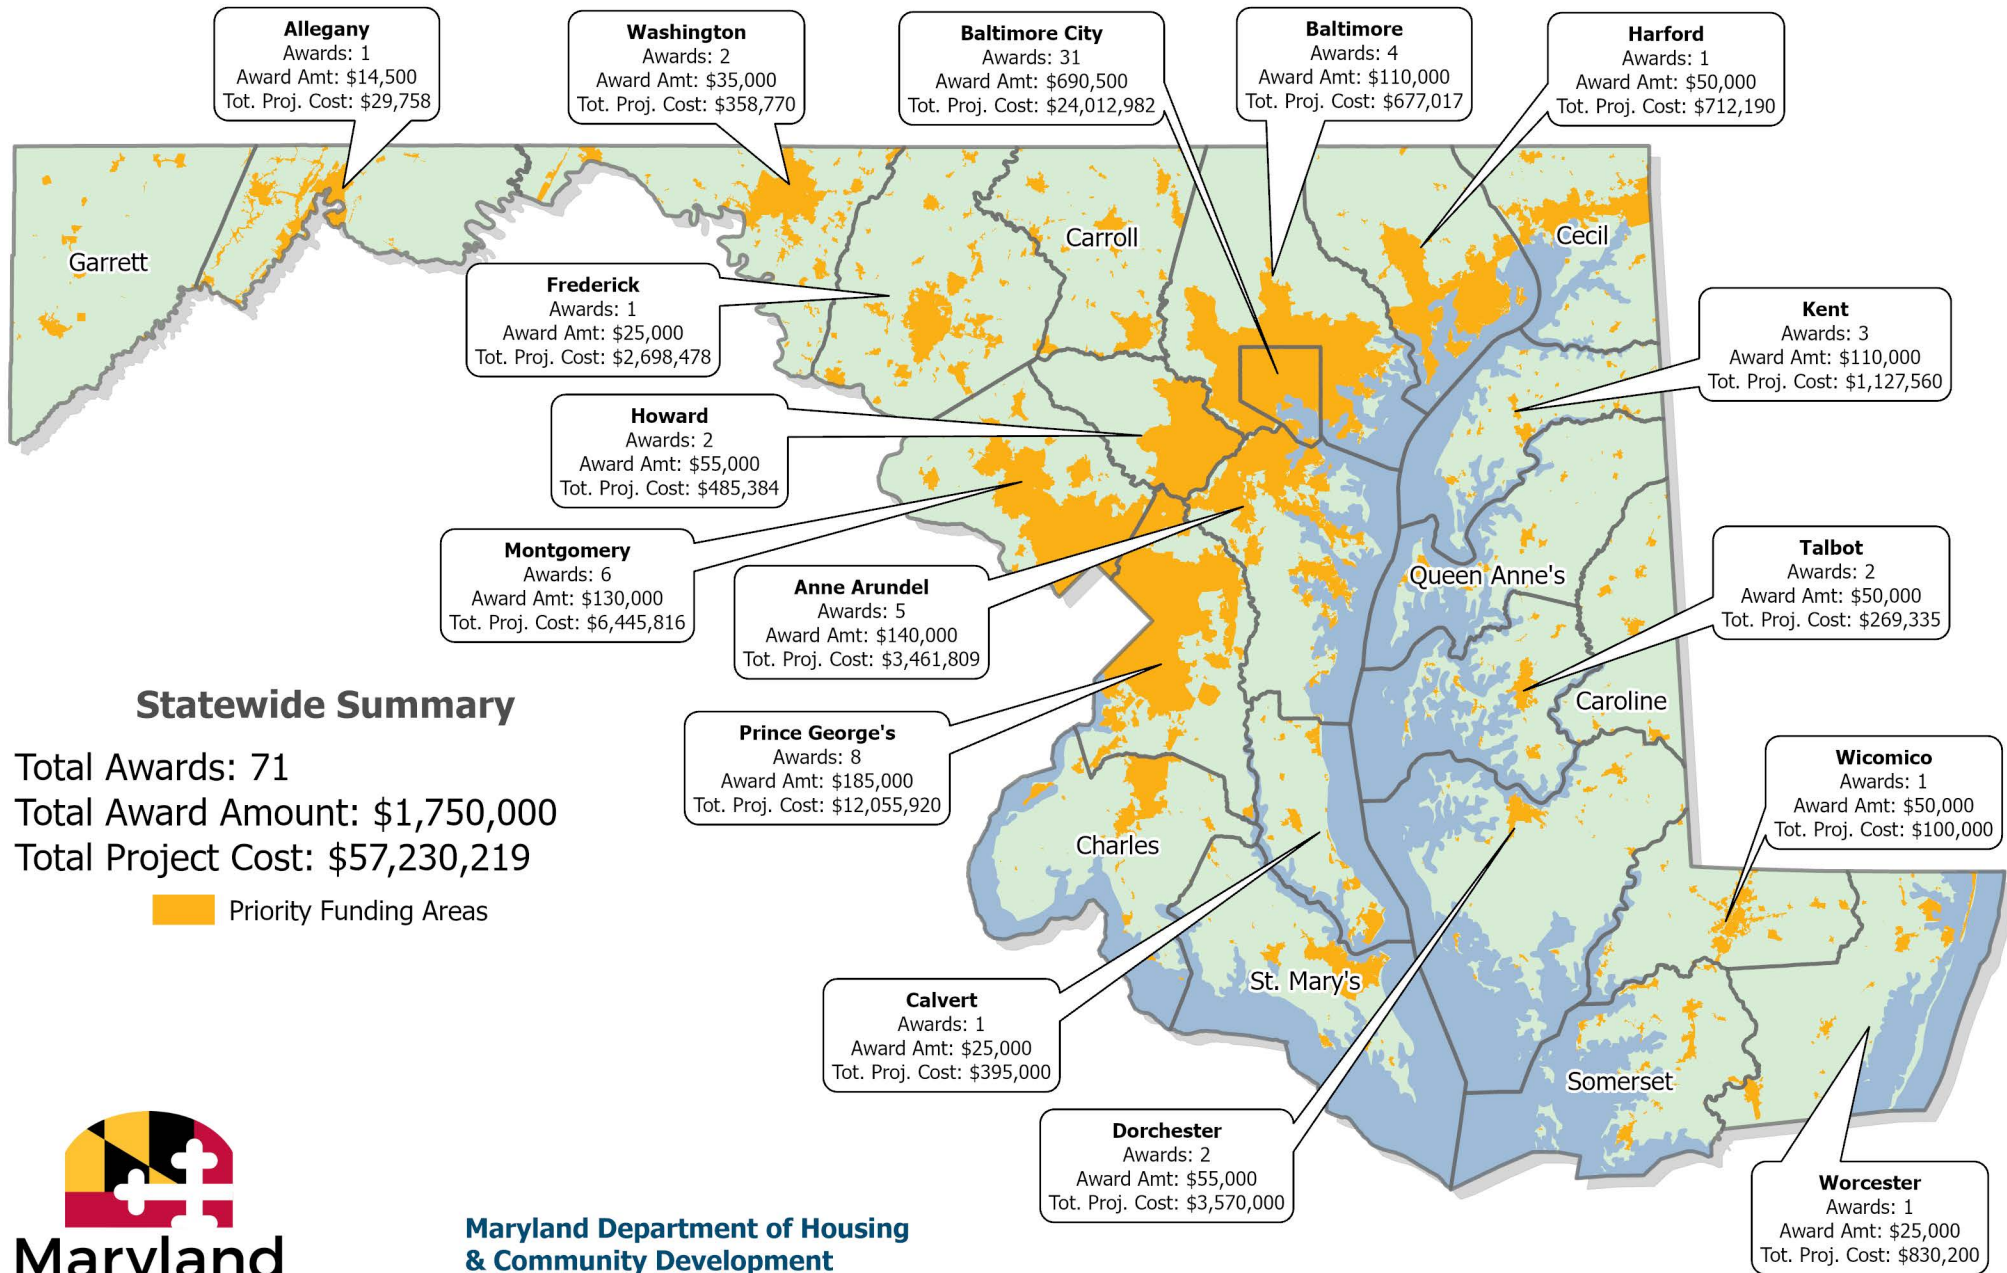 Allegany
Awards: 1
Award Amt: $14,500
Tot. Proj. Cost: $29,758
Washington
Awards: 2
Award Amt: $35,000
Tot. Proj. Cost: $358,770
Baltimore City
Awards: 31
Award Amt: $690,500
Tot. Proj. Cost: $24,012,982
Baltimore
Awards: 4
Award Amt: $110,000
Tot. Proj. Cost: $677,017
Harford
Awards: 1
Award Amt: $50,000
Tot. Proj. Cost: $712,190
Garrett
Carroll
Cecil
Frederick
Awards: 1
Award Amt: $25,000
Tot. Proj. Cost: $2,698,478
Kent
Awards: 3
Award Amt: $110,000
Tot. Proj. Cost: $1,127,560
Howard
Awards: 2
Award Amt: $55,000
Tot. Proj. Cost: $485,384
Montgomery
Awards: 6
Award Amt: $130,000
Tot. Proj. Cost: $6,445,816
Anne Arundel
Awards: 5
Award Amt: $140,000
Tot. Proj. Cost: $3,461,809
Queen Anne's
Talbot
Awards: 2
Award Amt: $50,000
Tot. Proj. Cost: $269,335
Caroline
Statewide Summary
Total Awards: 71
Total Award Amount: $1,750,000
Total Project Cost: $57,230,219
Priority Funding Areas
Prince George's
Awards: 8
Award Amt: $185,000
Tot. Proj. Cost: $12,055,920
Charles
Wicomico
Awards: 1
Award Amt: $50,000
Tot. Proj. Cost: $100,000
St. Mary's
Calvert
Awards: 1
Award Amt: $25,000
Tot. Proj. Cost: $395,000
Somerset
Dorchester
Awards: 2
Award Amt: $55,000
Tot. Proj. Cost: $3,570,000
Worcester
Awards: 1
Award Amt: $25,000
Tot. Proj. Cost: $830,200
Maryland
Maryland Department of Housing
& Community Development